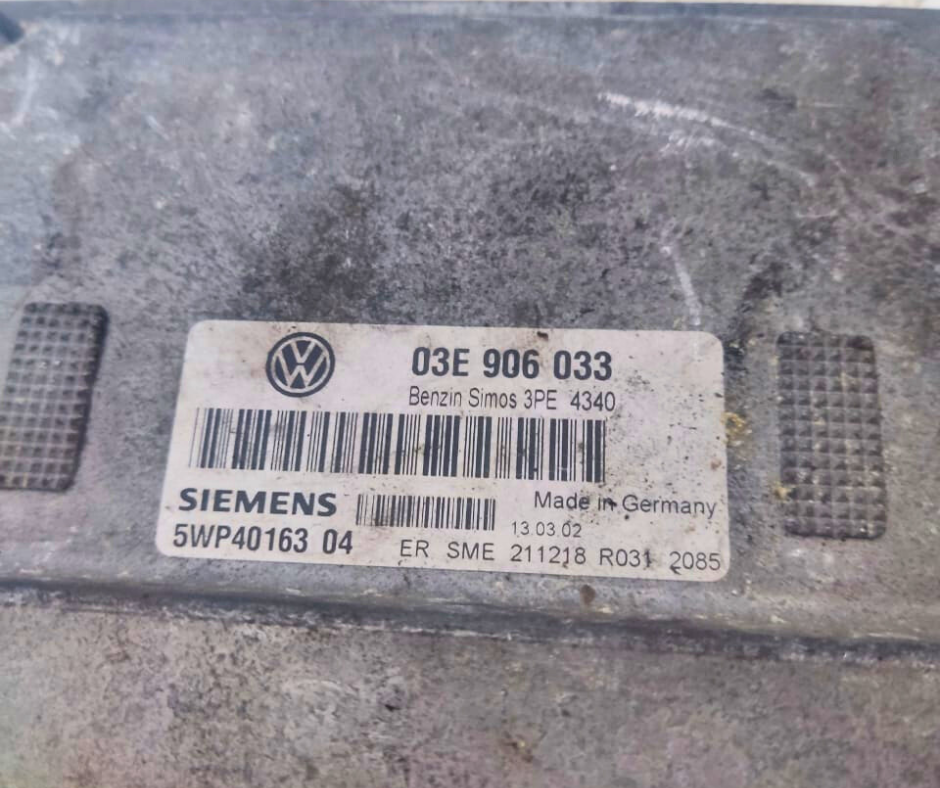 03E 906 033
Benzin Simos 3PE 4340
SIEMENS
Made in Germany
5WP40163 04
13.03.02
ER SME 211218 R031 2085